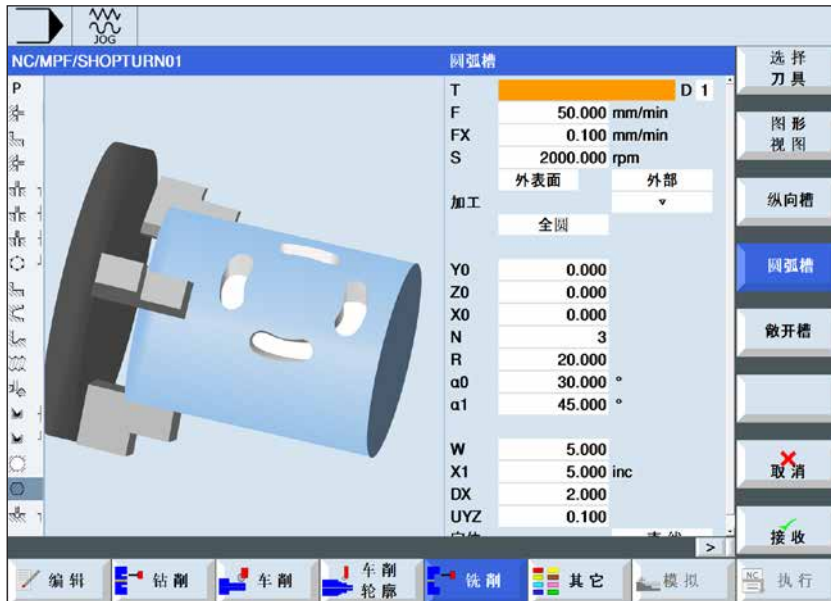 JOG
NC/MPF/SHOPTURN01
圆弧槽
P
T D 1
F 50.000 mm/min
FX 0.100 mm/min
S 2000.000 rpm
外表面 外部
加工 ▿
全圆
Y0 0.000
Z0 0.000
X0 0.000
N 3
R 20.000
α0 30.000 °
α1 45.000 °
W 5.000
X1 5.000 inc
DX 2.000
UYZ 0.100
>
选择
刀具
图形
视图
纵向槽
圆弧槽
敞开槽
取消
接收
编辑
钻削
车削
车削
轮廓
铣削
其它
模拟
NC
执行